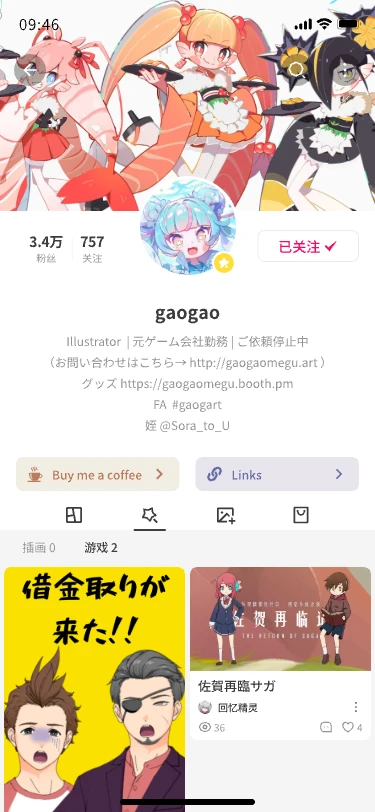 09:46
3.4万
粉丝
757
关注
已关注
gaogao
Illustrator | 元ゲーム会社勤務 | ご依頼停止中
（お問い合わせはこちら→ http://gaogaomegu.art ）
グッズ https://gaogaomegu.booth.pm
FA #gaogart
姪 @Sora_to_U
Buy me a coffee
Links
插画 0
游戏 2
借金取りが
来た!!
佐賀再临
THE RETURN OF SAGA
佐賀再臨サガ
回忆精灵
36
4